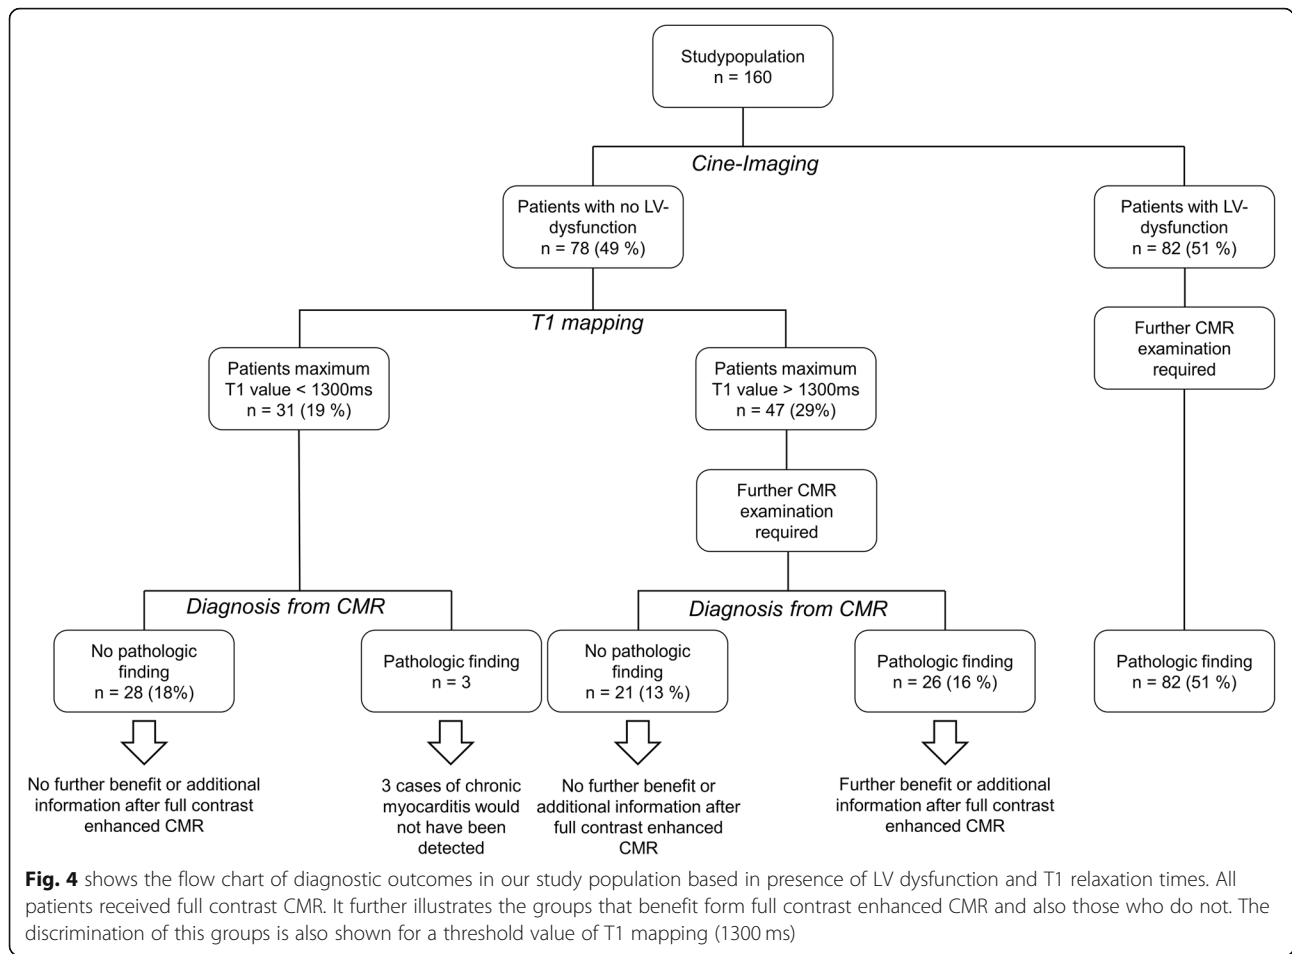 Studypopulation
n = 160
Cine-Imaging
Patients with no LV-
dysfunction
n = 78 (49 %)
Patients with LV-
dysfunction
n = 82 (51 %)
T1 mapping
Further CMR
examination
required
Patients maximum
T1 value < 1300ms
n = 31 (19 %)
Patients maximum
T1 value > 1300ms
n = 47 (29%)
Further CMR
examination
required
Diagnosis from CMR
Diagnosis from CMR
No pathologic
finding
n = 28 (18%)
Pathologic finding
n = 3
No pathologic
finding
n = 21 (13 %)
Pathologic finding
n = 26 (16 %)
Pathologic finding
n = 82 (51 %)
No further benefit or additional
information after full contrast
enhanced CMR
3 cases of chronic
myocarditis would
not have been
detected
No further benefit or
additional information after
full contrast enhanced
CMR
Further benefit or additional
information after full contrast
enhanced CMR
Fig. 4 shows the flow chart of diagnostic outcomes in our study population based in presence of LV dysfunction and T1 relaxation times. All
patients received full contrast CMR. It further illustrates the groups that benefit form full contrast enhanced CMR and also those who do not. The
discrimination of this groups is also shown for a threshold value of T1 mapping (1300 ms)